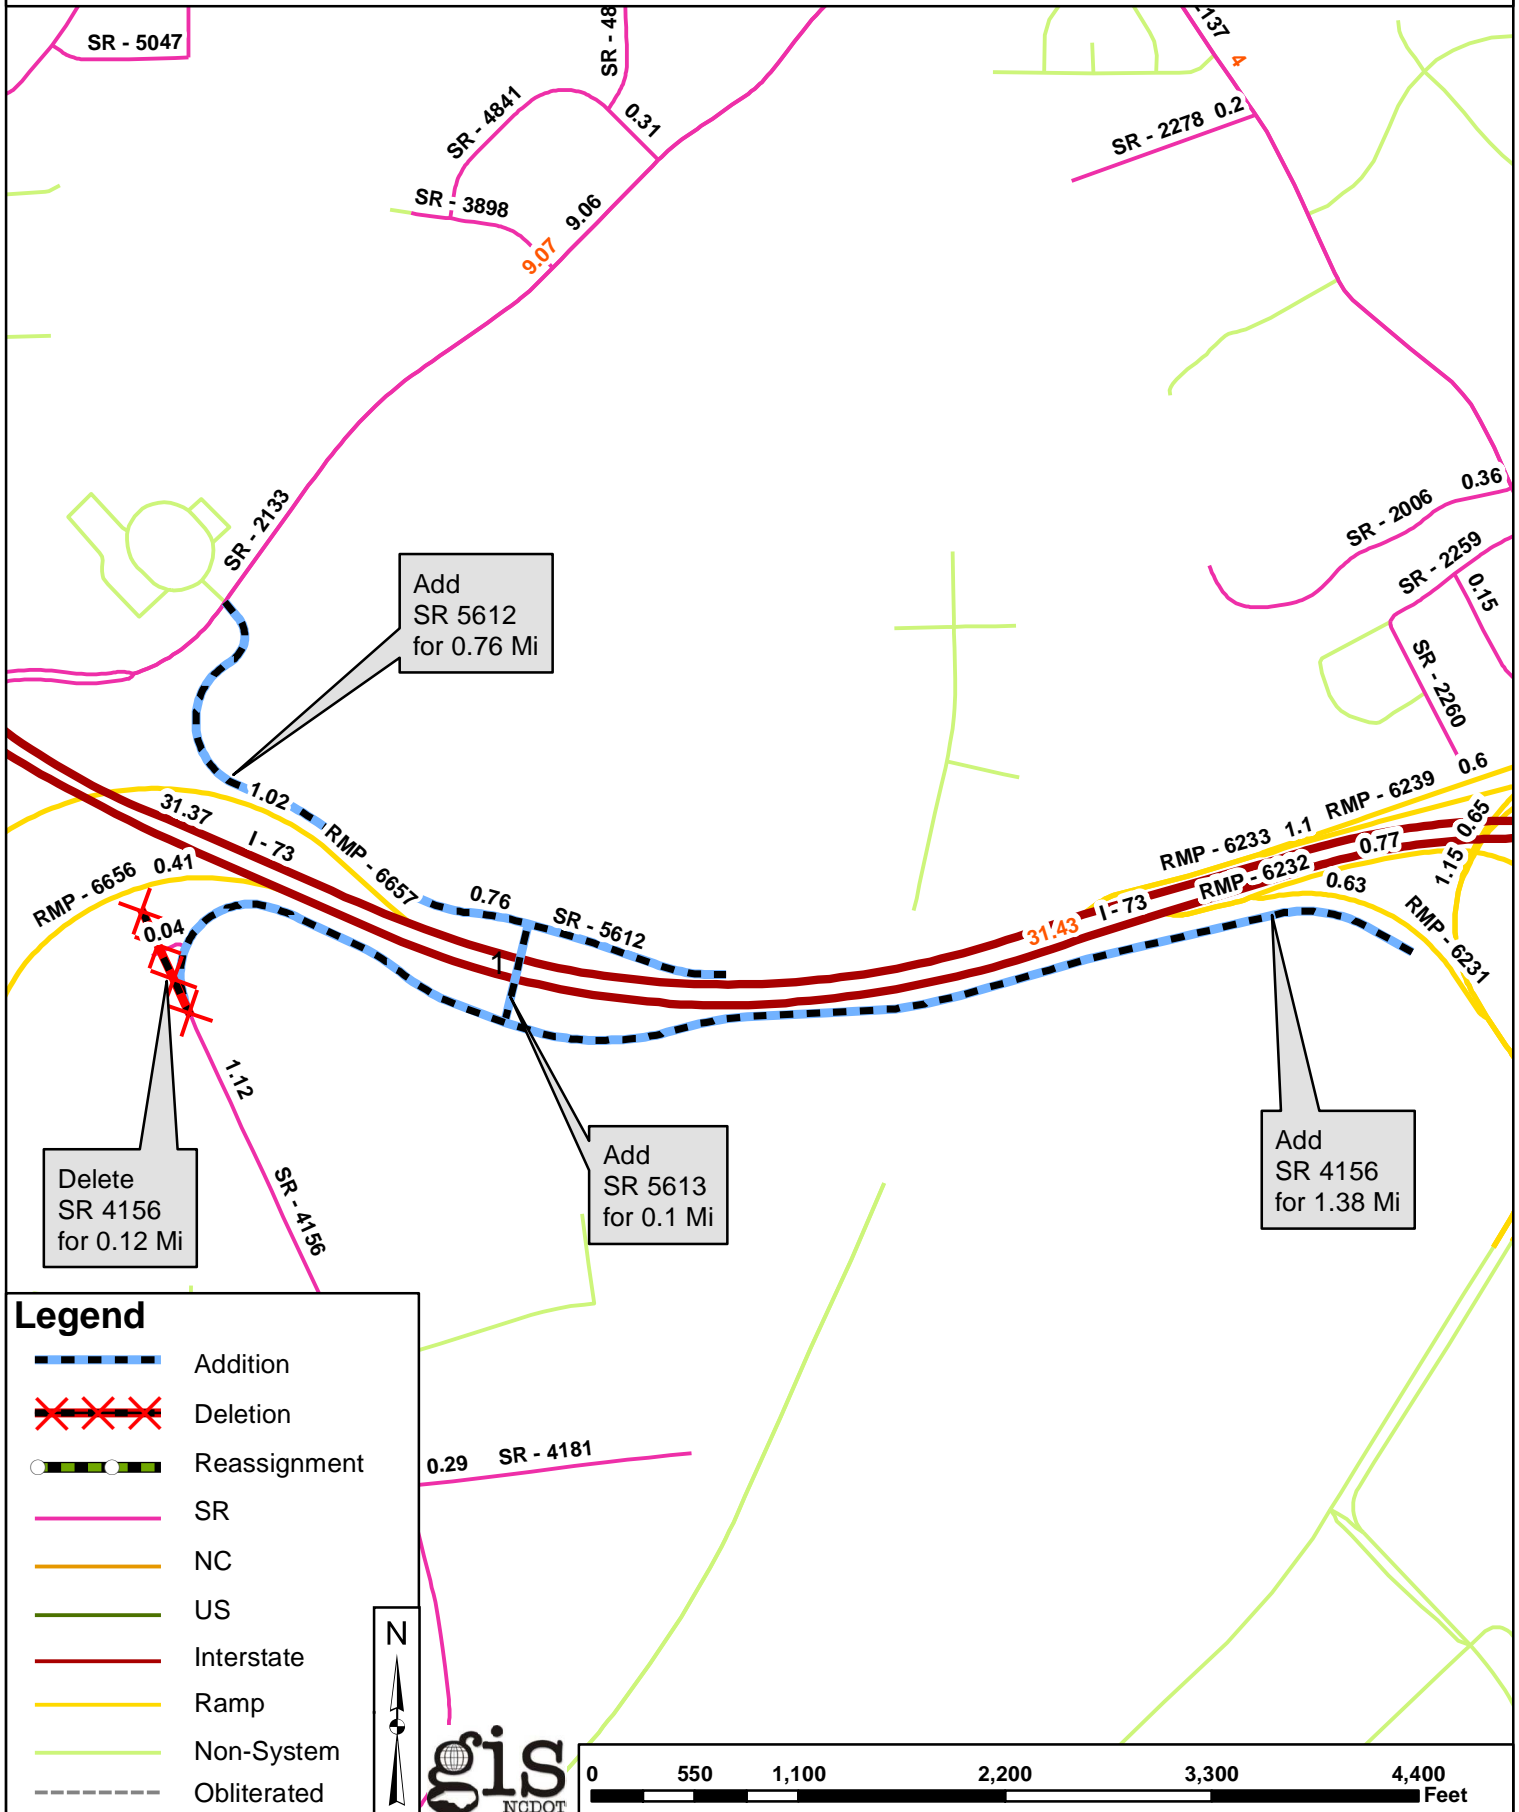 SR - 5047
SR - 48
137
4
SR - 4841
0.31
SR - 2278 0.2
SR - 3898
9.06
9.07
SR - 2133
0.36
SR - 2006
SR - 2259
0.15
SR - 2260
Add
SR 5612
for 0.76 Mi
1.02
31.37
I - 73
RMP - 6657
RMP - 6656 0.41
0.76
SR - 5612
0.04
1
0.6
RMP - 6239
RMP - 6233 1.1
0.65
0.77
1.15
RMP - 6232
0.63
I - 73
31.43
RMP - 6231
1.12
SR - 4156
Delete
SR 4156
for 0.12 Mi
Add
SR 5613
for 0.1 Mi
Add
SR 4156
for 1.38 Mi
Legend
Addition
Deletion
Reassignment
SR
NC
US
Interstate
Ramp
Non-System
Obliterated
0.29 SR - 4181
N
gis
NCDOT
0 550 1,100 2,200 3,300 4,400
Feet